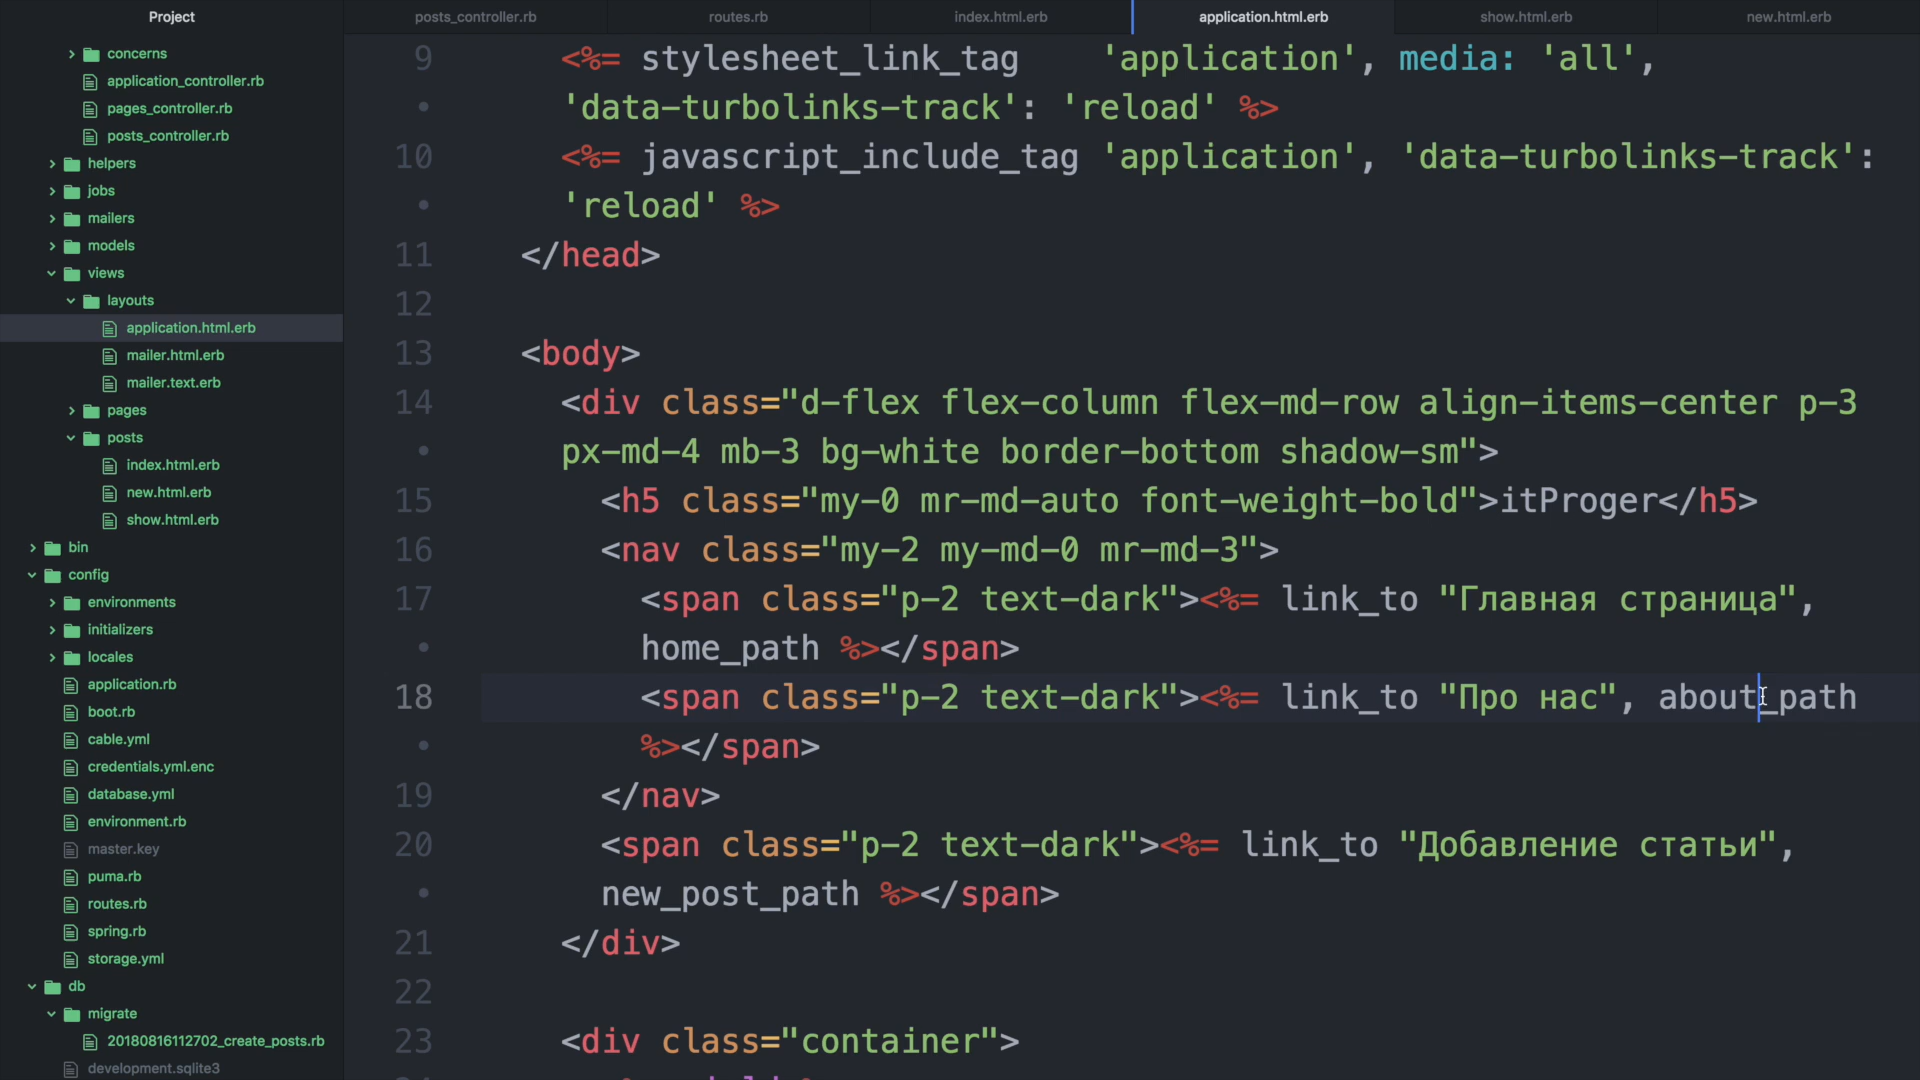 Project
posts_controller.rb
routes.rb
index.html.erb
application.html.erb
show.html.erb
new.html.erb
concerns
application_controller.rb
pages_controller.rb
posts_controller.rb
helpers
jobs
mailers
models
views
layouts
application.html.erb
mailer.html.erb
mailer.text.erb
pages
posts
index.html.erb
new.html.erb
show.html.erb
bin
config
environments
initializers
locales
application.rb
boot.rb
cable.yml
credentials.yml.enc
database.yml
environment.rb
master.key
puma.rb
routes.rb
spring.rb
storage.yml
db
migrate
20180816112702_create_posts.rb
development.sqlite3
9 <%= stylesheet_link_tag    'application', media: 'all',
• 'data-turbolinks-track': 'reload' %>
10 <%= javascript_include_tag 'application', 'data-turbolinks-track':
• 'reload' %>
11 </head>
12
13 <body>
14 <div class="d-flex flex-column flex-md-row align-items-center p-3
• px-md-4 mb-3 bg-white border-bottom shadow-sm">
15 <h5 class="my-0 mr-md-auto font-weight-bold">itProger</h5>
16 <nav class="my-2 my-md-0 mr-md-3">
17 <span class="p-2 text-dark"><%= link_to "Главная страница",
• home_path %></span>
18 <span class="p-2 text-dark"><%= link_to "Про нас", about_path
• %></span>
19 </nav>
20 <span class="p-2 text-dark"><%= link_to "Добавление статьи",
• new_post_path %></span>
21 </div>
22
23 <div class="container">